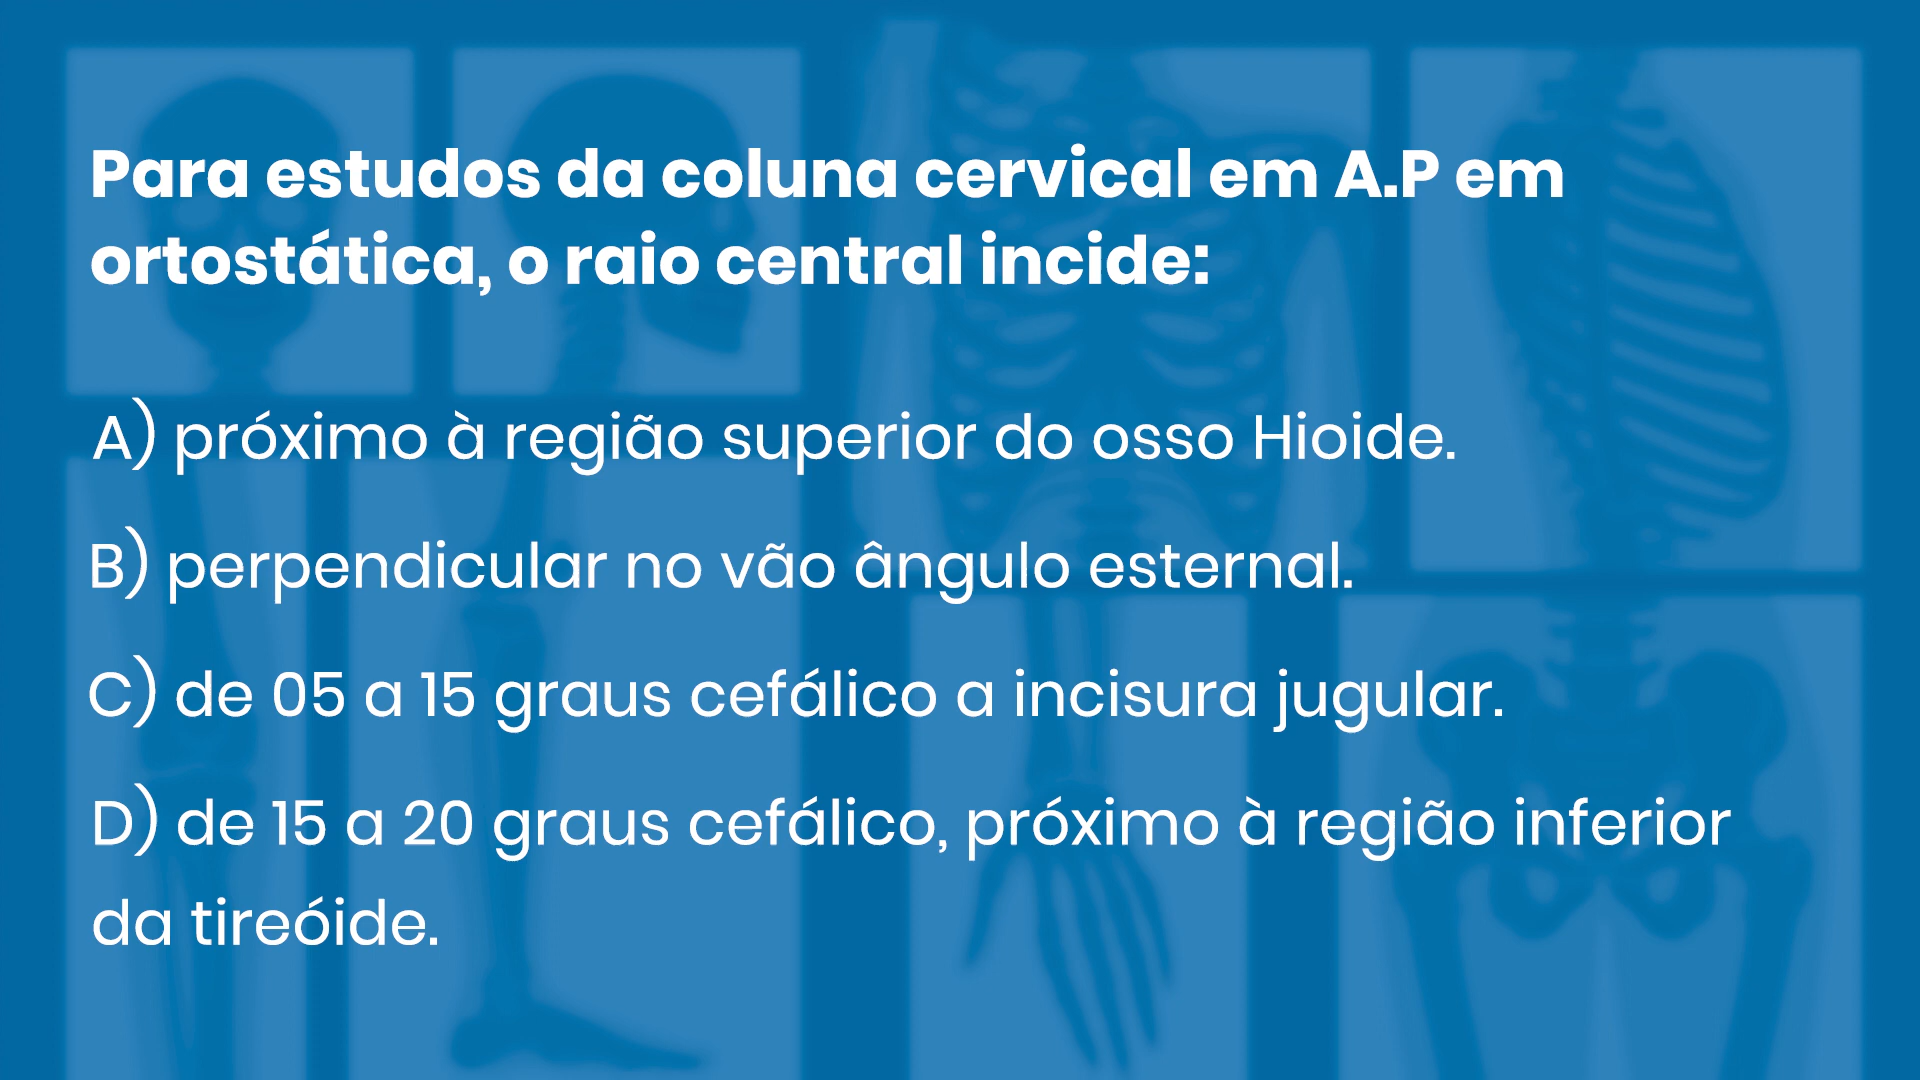 Para estudos da coluna cervical em A.P em
ortostática, o raio central incide:
A) próximo à região superior do osso Hioide.
B) perpendicular no vão ângulo esternal.
C) de 05 a 15 graus cefálico a incisura jugular.
D) de 15 a 20 graus cefálico, próximo à região inferior
da tireóide.